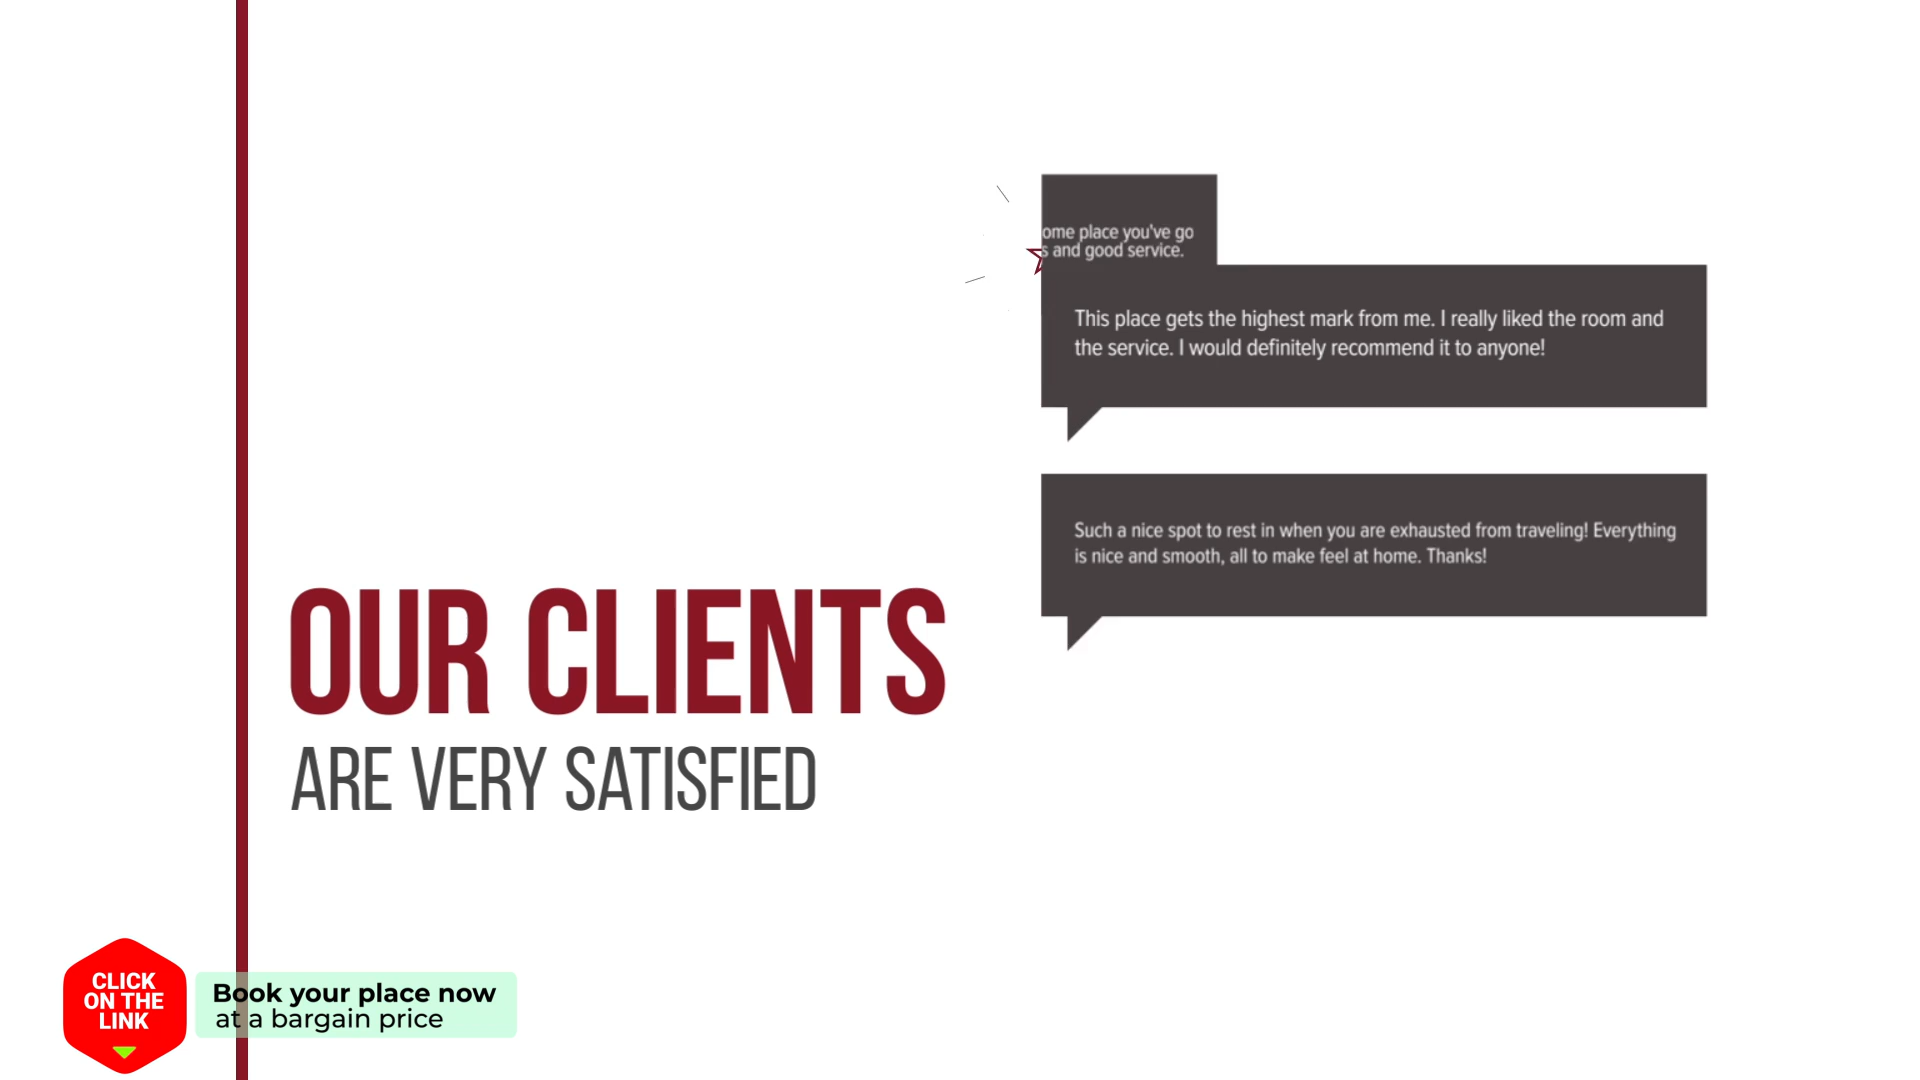 ome place you've go
s and good service.
This place gets the highest mark from me. I really liked the room and
the service. I would definitely recommend it to anyone!
Such a nice spot to rest in when you are exhausted from traveling! Everything
is nice and smooth, all to make feel at home. Thanks!
OUR CLIENTS
ARE VERY SATISFIED
CLICK
ON THE
LINK
Book your place now
at a bargain price